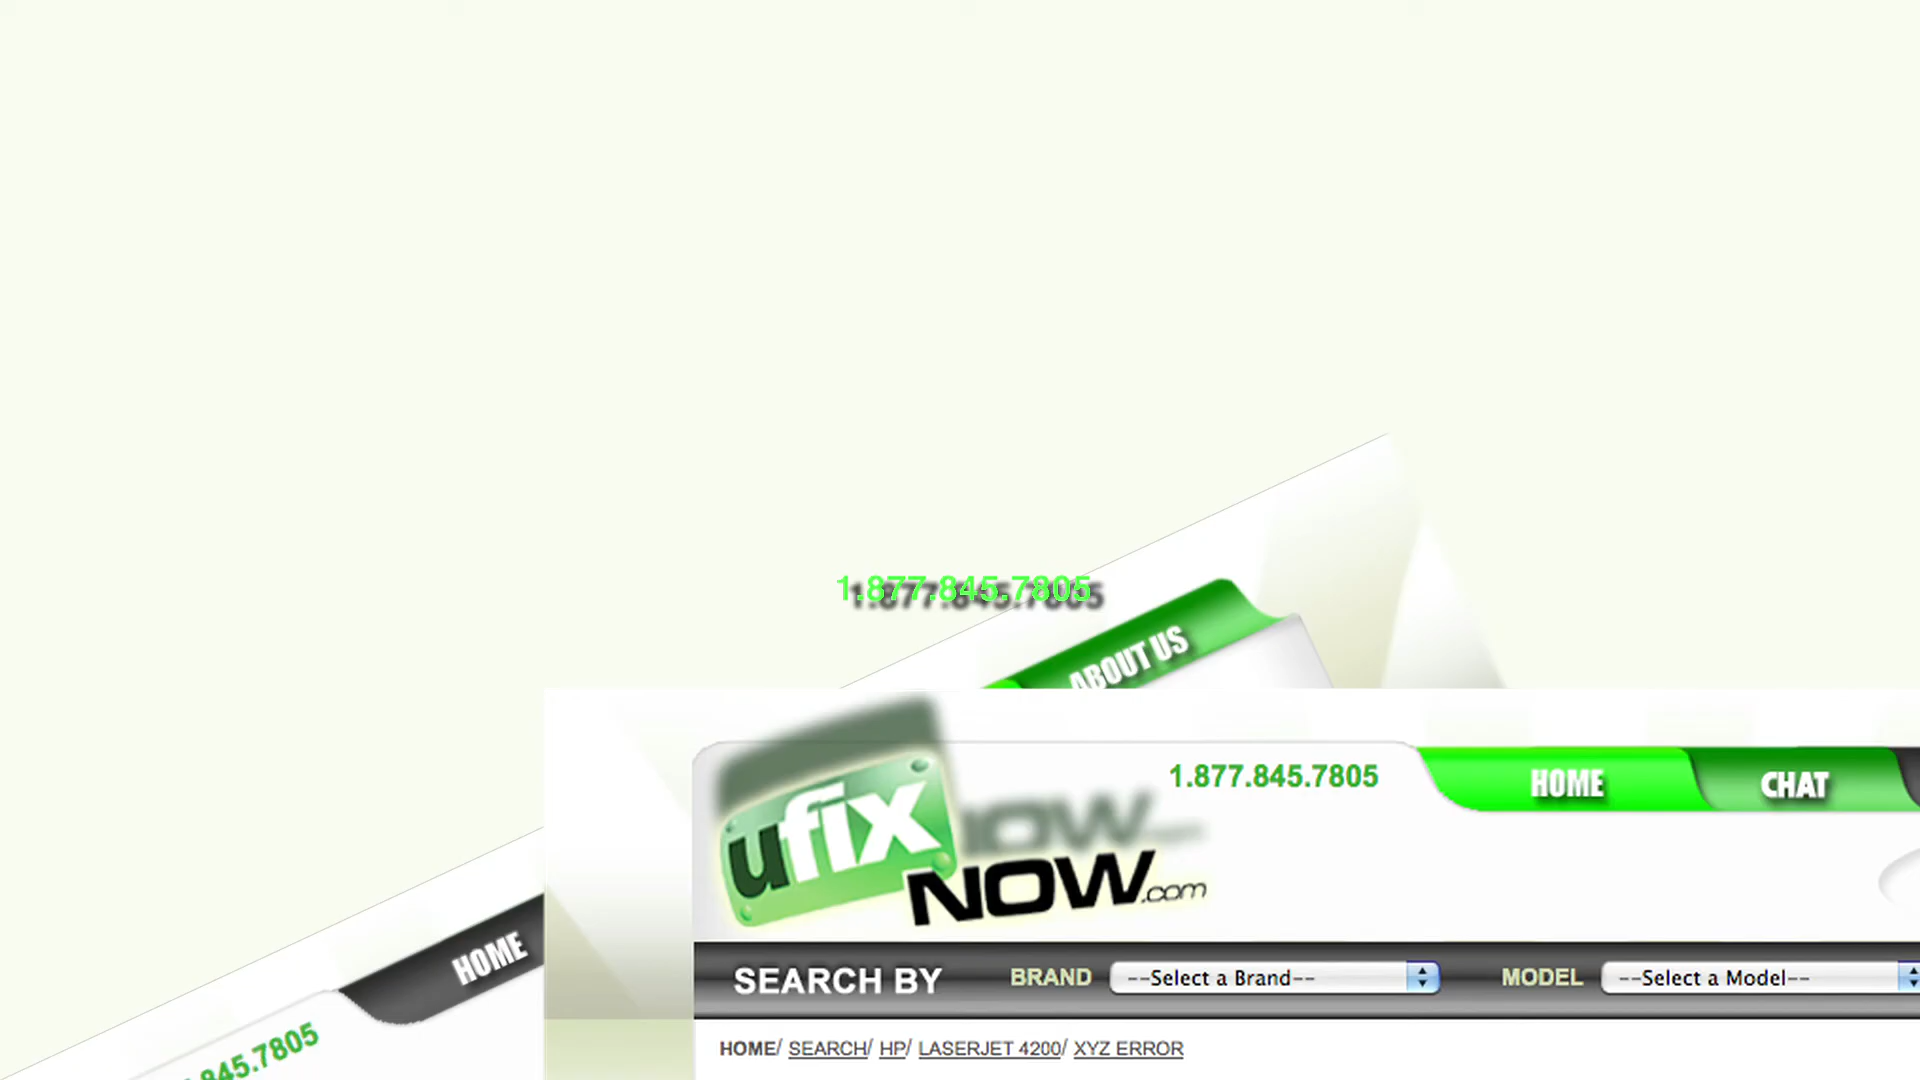 1.877.845.7805
ABOUT US
ufix
NOW.com
1.877.845.7805
HOME
CHAT
SEARCH BY
BRAND
--Select a Brand--
MODEL
--Select a Model--
HOME/ SEARCH/ HP/ LASERJET 4200/ XYZ ERROR
HOME
845.7805